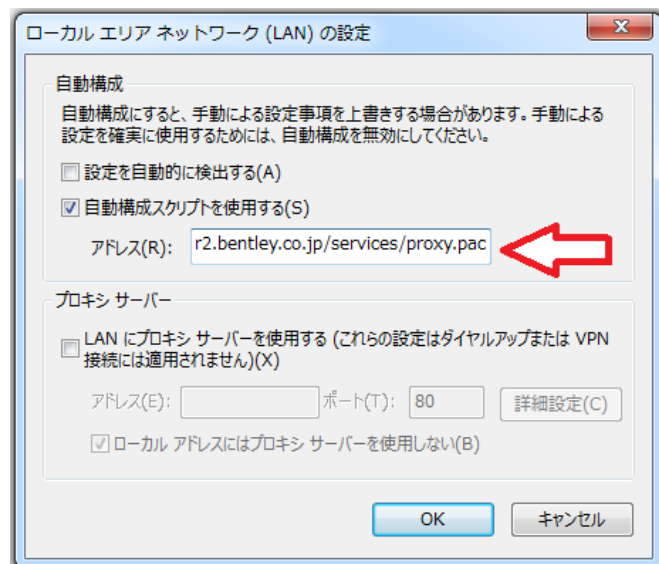 ローカル エリア ネットワーク (LAN) の設定
自動構成
自動構成にすると、手動による設定事項を上書きする場合があります。手動による
設定を確実に使用するためには、自動構成を無効にしてください。
設定を自動的に検出する(A)
自動構成スクリプトを使用する(S)
アドレス(R): r2.bentley.co.jp/services/proxy.pac
プロキシ サーバー
LAN にプロキシ サーバーを使用する (これらの設定はダイヤルアップまたは VPN
接続には適用されません)(X)
アドレス(E): ポート(T): 80 詳細設定(C)
ローカル アドレスにはプロキシ サーバーを使用しない(B)
OK キャンセル